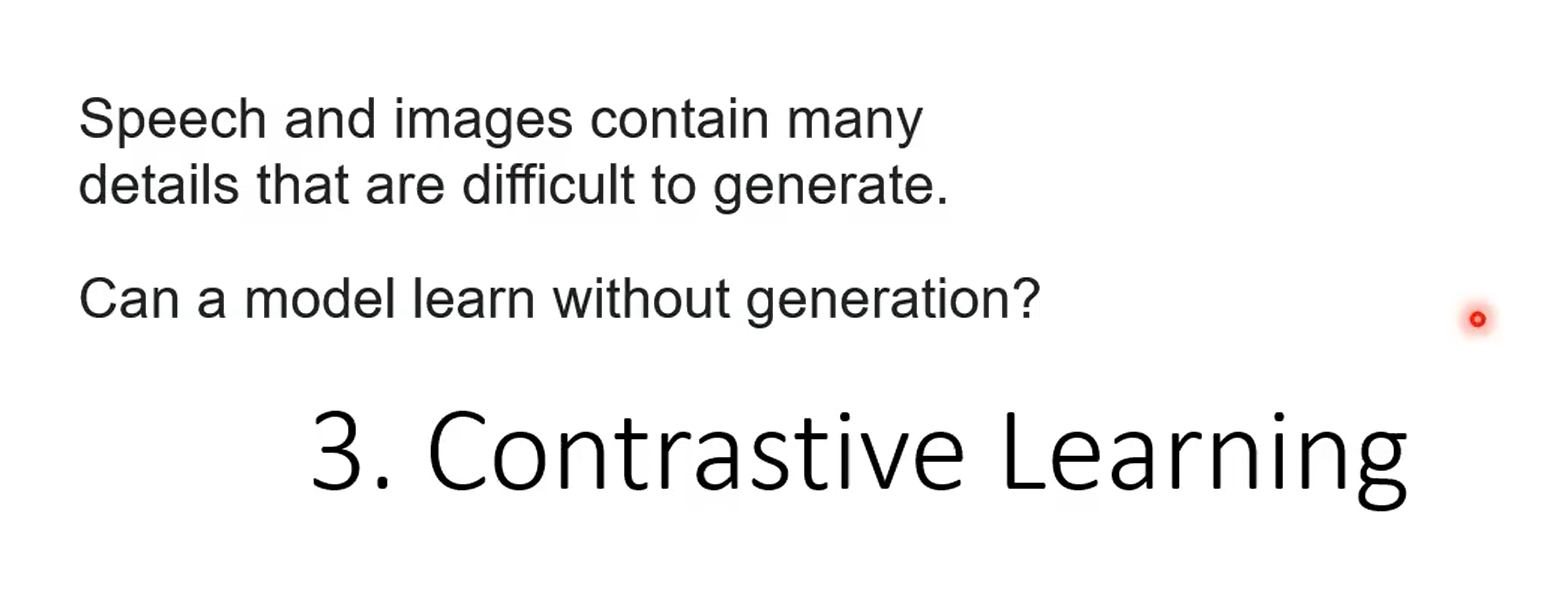 Speech and images contain many
details that are difficult to generate.
Can a model learn without generation?
3. Contrastive Learning